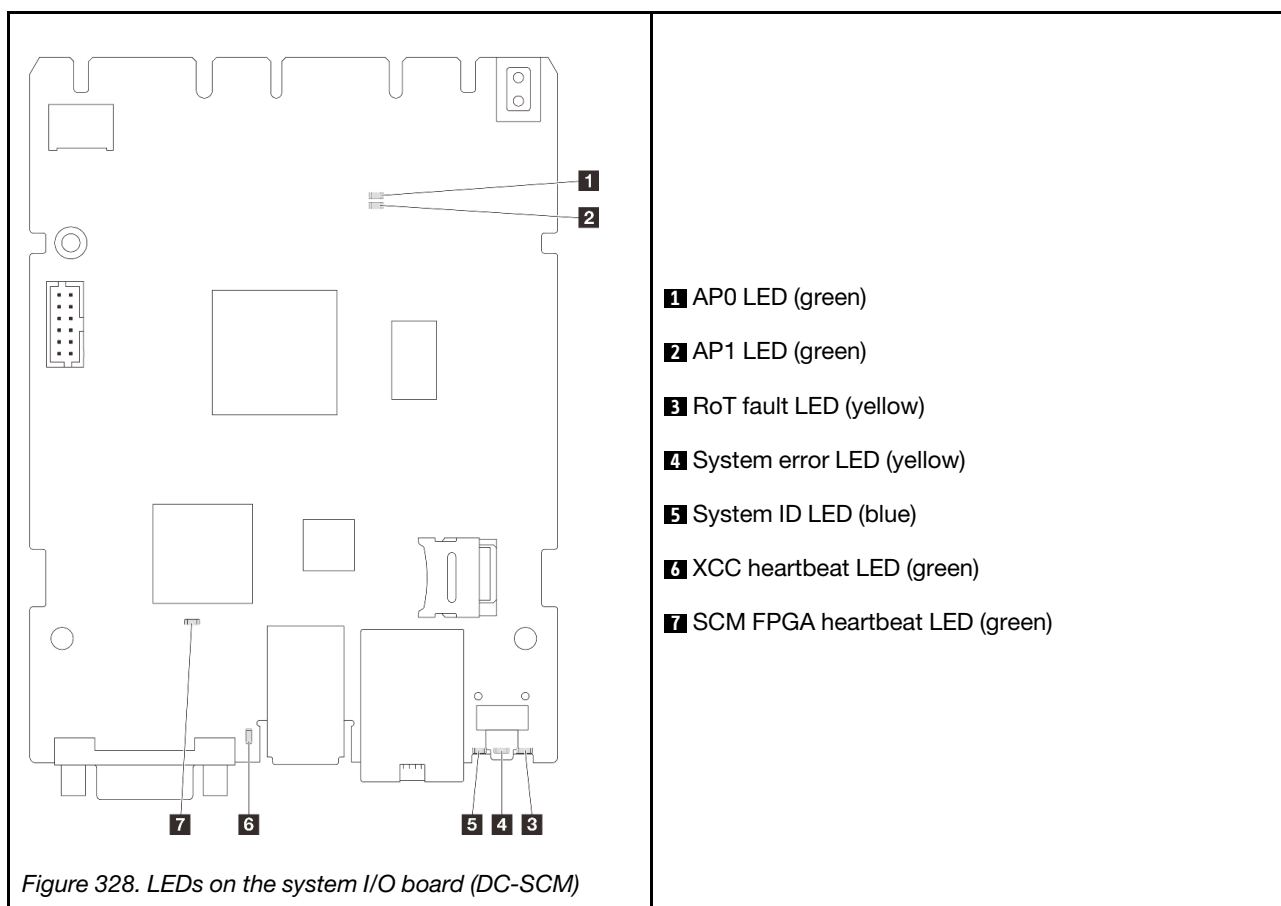 1
2
7
6
5
4
3
Figure 328. LEDs on the system I/O board (DC-SCM)
1 AP0 LED (green)
2 AP1 LED (green)
3 RoT fault LED (yellow)
4 System error LED (yellow)
5 System ID LED (blue)
6 XCC heartbeat LED (green)
7 SCM FPGA heartbeat LED (green)